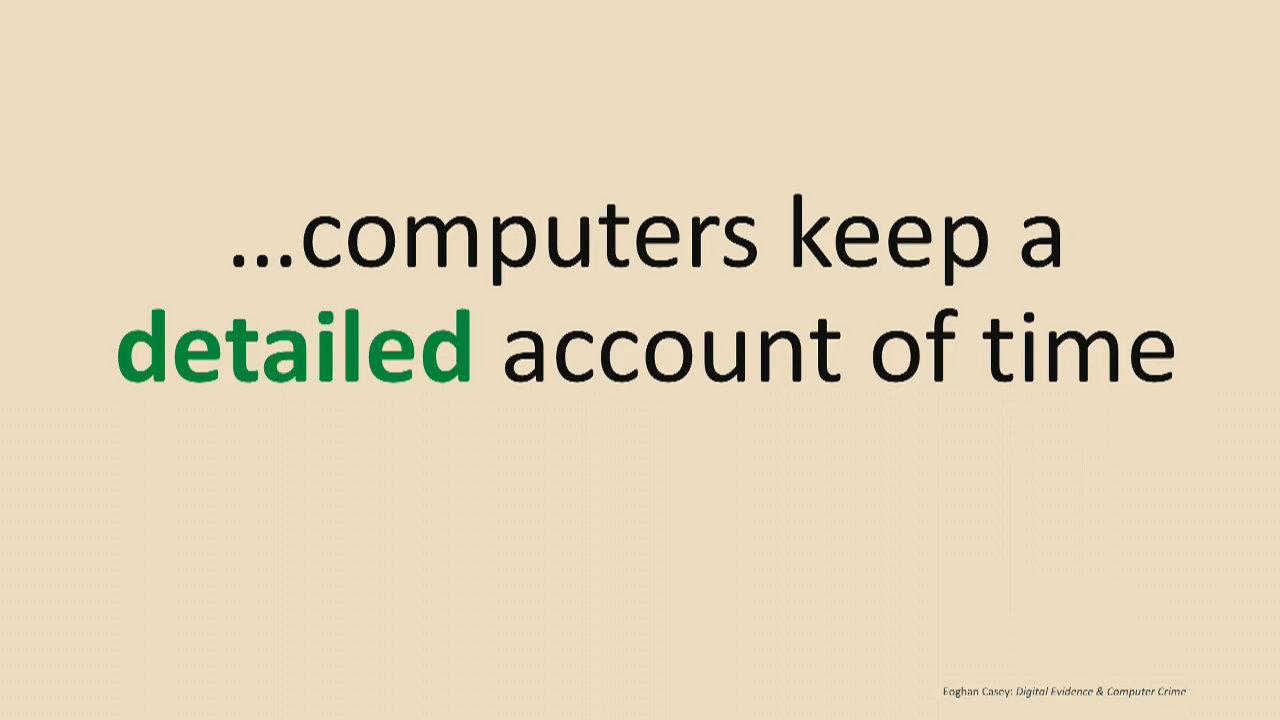 ...computers keep a
detailed account of time
Eoghan Casey: Digital Evidence & Computer Crime